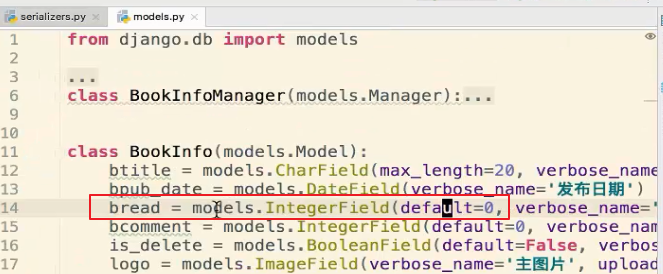 serializers.py × models.py ×
1 from django.db import models
2
3 ...
6 class BookInfoManager(models.Manager):...
9
10
11 class BookInfo(models.Model):
12 btitle = models.CharField(max_length=20, verbose_name
13 bpub_date = models.DateField(verbose_name='发布日期')
14 bread = models.IntegerField(default=0, verbose_name='
15 bcomment = models.IntegerField(default=0, verbose_nam
16 is_delete = models.BooleanField(default=False, verbos
17 logo = models.ImageField(verbose_name='主图片', upload